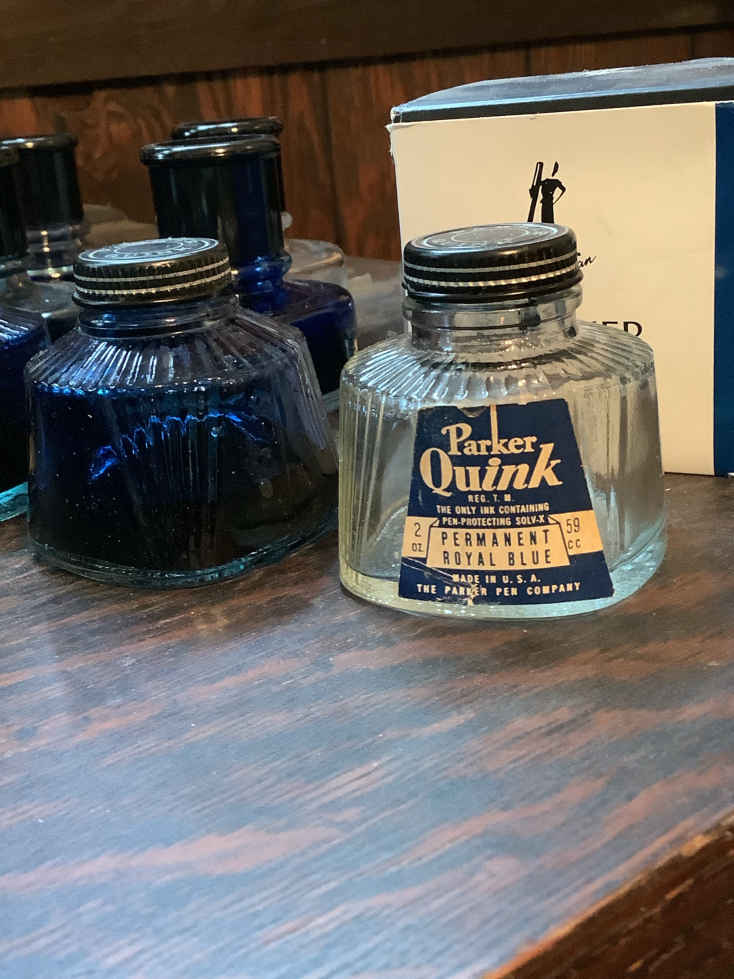 Parker
Quink
REG. T. M.
THE ONLY INK CONTAINING
PEN-PROTECTING SOLV-X
2 OZ.
PERMANENT
ROYAL BLUE
59 CC
MADE IN U. S. A.
THE PARKER PEN COMPANY